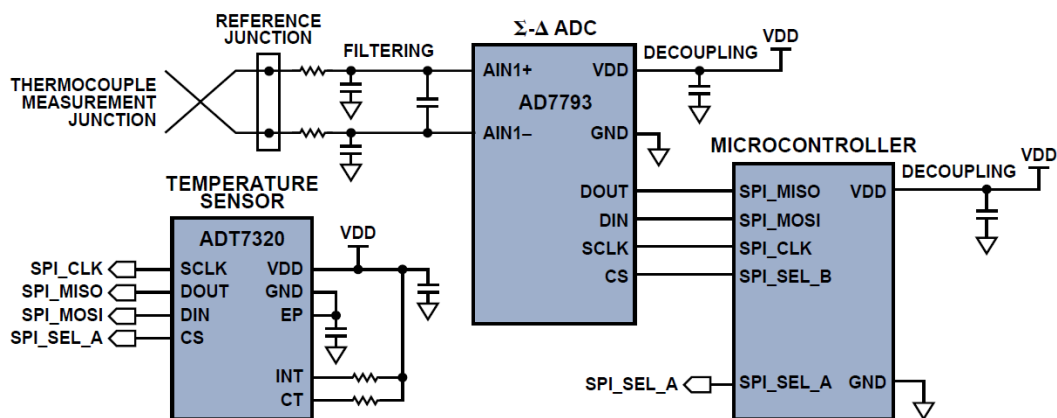 REFERENCE
JUNCTION
FILTERING
Σ-Δ ADC
DECOUPLING
VDD
THERMOCOUPLE
MEASUREMENT
JUNCTION
AIN1+
VDD
AD7793
AIN1–
GND
MICROCONTROLLER
DECOUPLING
VDD
DOUT
DIN
SCLK
CS
SPI_MISO
SPI_MOSI
SPI_CLK
SPI_SEL_B
VDD
TEMPERATURE
SENSOR
ADT7320
VDD
SPI_CLK
SPI_MISO
SPI_MOSI
SPI_SEL_A
SCLK
DOUT
DIN
CS
VDD
GND
EP
INT
CT
SPI_SEL_A
SPI_SEL_A
GND